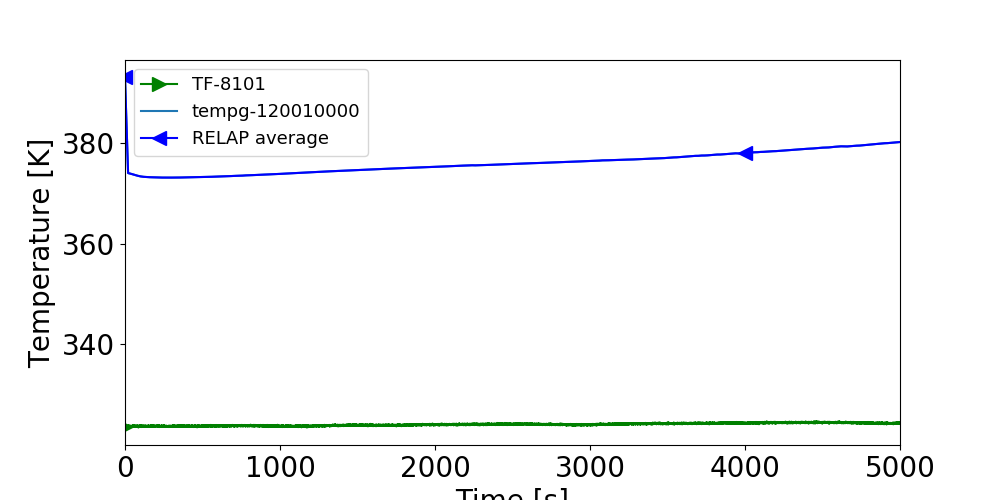 TF-8101
tempg-120010000
RELAP average
Temperature [K]
380
360
340
0 1000 2000 3000 4000 5000
Time [s]